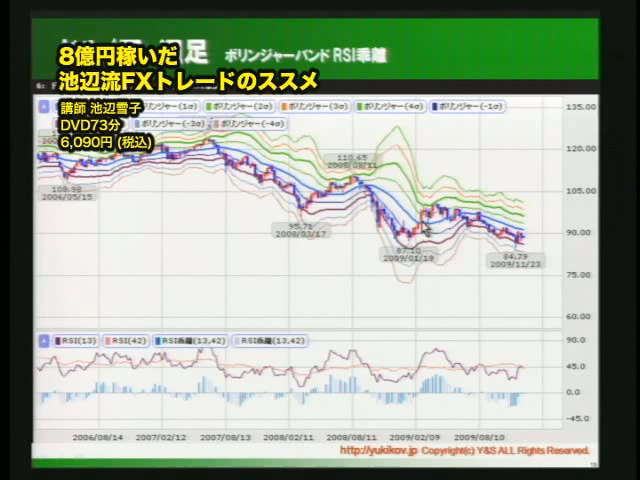 足 ボリンジャーバンド RSI乖離
8億円稼いだ
池辺流FXトレードのススメ
講師 池辺雪子
DVD73分
6,090円 (税込)
ボリンジャー(1σ) ボリンジャー(2σ) ボリンジャー(3σ) ボリンジャー(4σ) ボリンジャー(-1σ)
ボリンジャー(-3σ) ボリンジャー(-4σ)
135.00
120.00
105.00
90.00
75.00
60.00
108.98
2006/05/15
110.65
2008/08/11
95.71
2008/03/17
87.10
2009/01/19
84.79
2009/11/23
RSI(13) RSI(42) RSI乖離(13,42) RSI乖離(13,42)
90.0
45.0
0.0
-45.0
2006/08/14 2007/02/12 2007/08/13 2008/02/11 2008/08/11 2009/02/09 2009/08/10
http://yukikov.jp Copyright(c) Y&S ALL Rights Reserved.